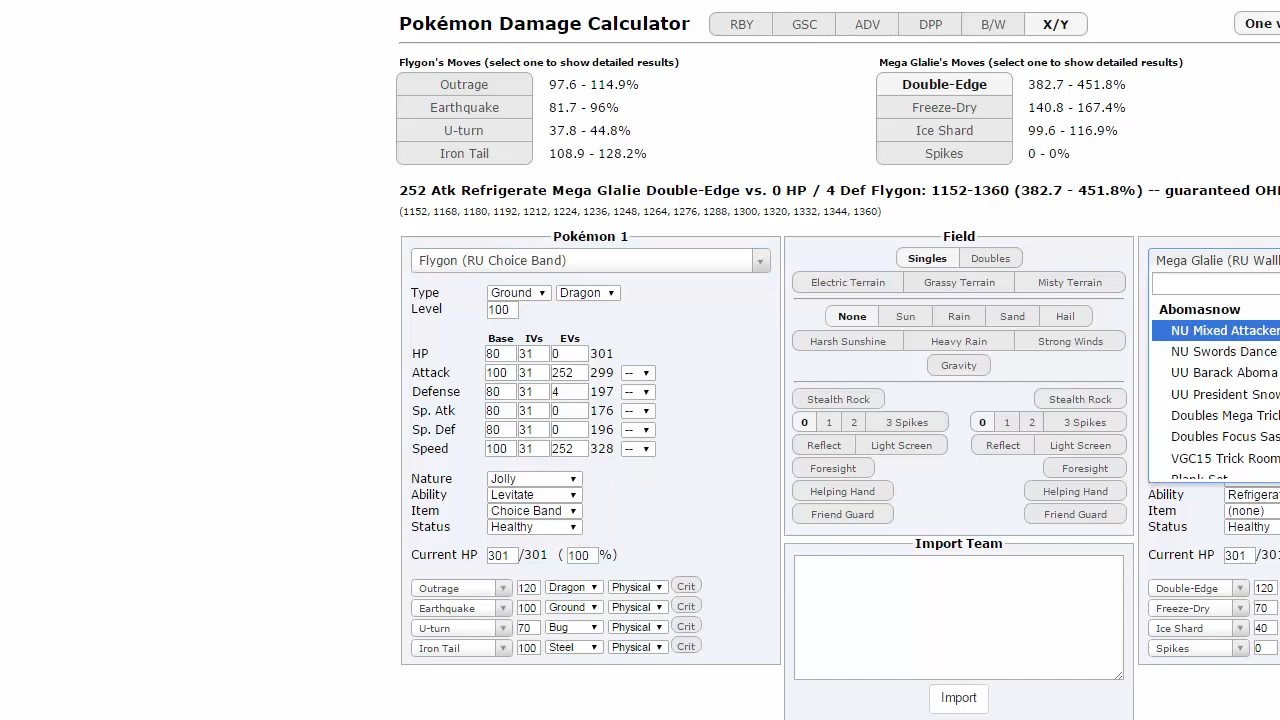 Pokémon Damage Calculator RBY GSC ADV DPP B/W X/Y One v
Flygon's Moves (select one to show detailed results)
Outrage 97.6 - 114.9%
Earthquake 81.7 - 96%
U-turn 37.8 - 44.8%
Iron Tail 108.9 - 128.2%
Mega Glalie's Moves (select one to show detailed results)
Double-Edge 382.7 - 451.8%
Freeze-Dry 140.8 - 167.4%
Ice Shard 99.6 - 116.9%
Spikes 0 - 0%
252 Atk Refrigerate Mega Glalie Double-Edge vs. 0 HP / 4 Def Flygon: 1152-1360 (382.7 - 451.8%) -- guaranteed OH
(1152, 1168, 1180, 1192, 1212, 1224, 1236, 1248, 1264, 1276, 1288, 1300, 1320, 1332, 1344, 1360)
Pokémon 1
Flygon (RU Choice Band)
Type Ground Dragon
Level 100
Base IVs EVs
HP 80 31 0 301
Attack 100 31 252 299 --
Defense 80 31 4 197 --
Sp. Atk 80 31 0 176 --
Sp. Def 80 31 0 196 --
Speed 100 31 252 328 --
Nature Jolly
Ability Levitate
Item Choice Band
Status Healthy
Current HP 301 /301 ( 100 %)
Outrage 120 Dragon Physical Crit
Earthquake 100 Ground Physical Crit
U-turn 70 Bug Physical Crit
Iron Tail 100 Steel Physical Crit
Field
Singles Doubles
Electric Terrain Grassy Terrain Misty Terrain
None Sun Rain Sand Hail
Harsh Sunshine Heavy Rain Strong Winds
Gravity
Stealth Rock Stealth Rock
0 1 2 3 Spikes 0 1 2 3 Spikes
Reflect Light Screen Reflect Light Screen
Foresight Foresight
Helping Hand Helping Hand
Friend Guard Friend Guard
Import Team
Import
Mega Glalie (RU Wall
Abomasnow
NU Mixed Attacker
NU Swords Dance
UU Barack Aboma
UU President Snow
Doubles Mega Trick
Doubles Focus Sas
VGC15 Trick Room
Blank Set
Ability Refrigera
Item (none)
Status Healthy
Current HP 301 /301
Double-Edge 120
Freeze-Dry 70
Ice Shard 40
Spikes 0